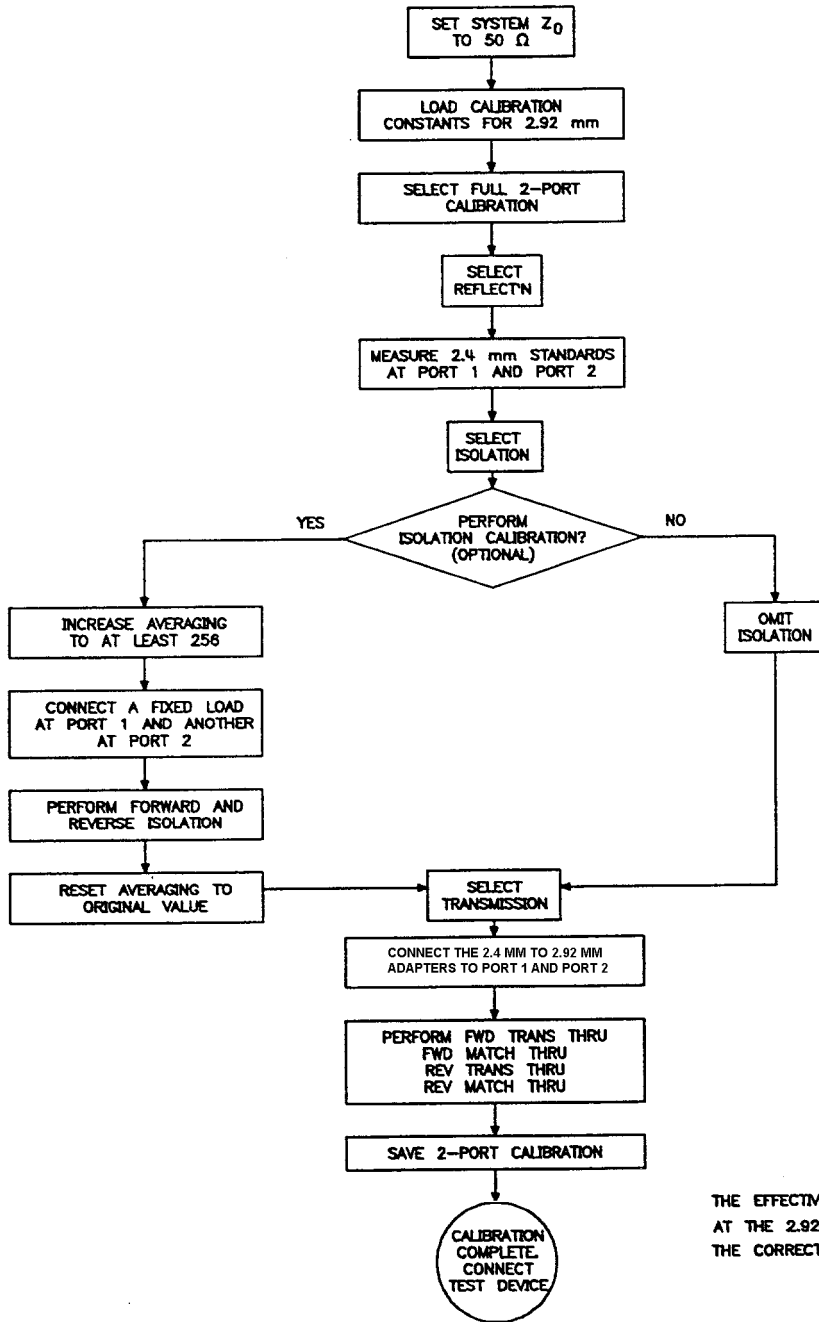 SET SYSTEM Z0
TO 50 Ω
LOAD CALIBRATION
CONSTANTS FOR 2.92 mm
SELECT FULL 2-PORT
CALIBRATION
SELECT
REFLECT'N
MEASURE 2.4 mm STANDARDS
AT PORT 1 AND PORT 2
SELECT
ISOLATION
PERFORM
ISOLATION CALIBRATION?
(OPTIONAL)
YES
NO
INCREASE AVERAGING
TO AT LEAST 256
CONNECT A FIXED LOAD
AT PORT 1 AND ANOTHER
AT PORT 2
PERFORM FORWARD AND
REVERSE ISOLATION
RESET AVERAGING TO
ORIGINAL VALUE
OMIT
ISOLATION
SELECT
TRANSMISSION
CONNECT THE 2.4 MM TO 2.92 MM
ADAPTERS TO PORT 1 AND PORT 2
PERFORM FWD TRANS THRU
FWD MATCH THRU
REV TRANS THRU
REV MATCH THRU
SAVE 2-PORT CALIBRATION
CALIBRATION
COMPLETE.
CONNECT
TEST DEVICE
THE
AT THE 2.92
THE